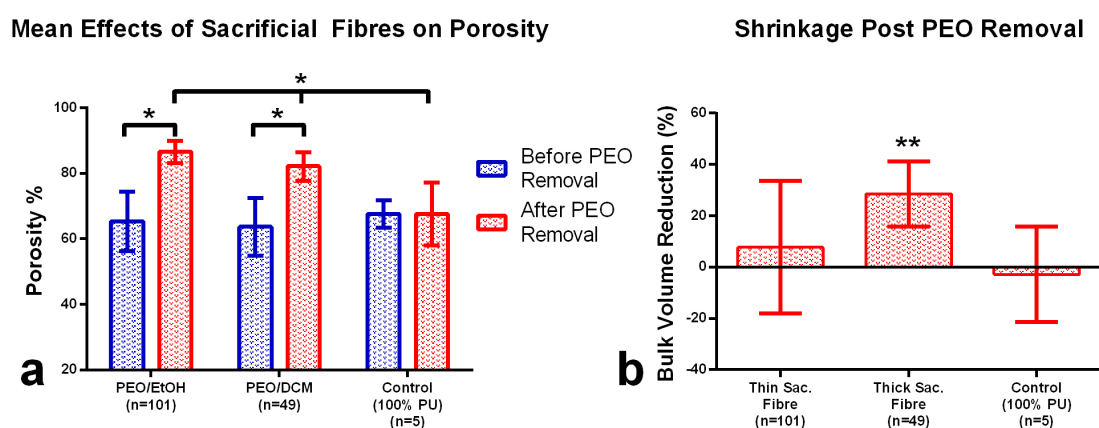 Mean Effects of Sacrificial Fibres on Porosity
*
*
*
Porosity %
100
80
60
40
20
PEO/EtOH
(n=101)
PEO/DCM
(n=49)
Control
(100% PU)
(n=5)
Before PEO
Removal
After PEO
Removal
a
Shrinkage Post PEO Removal
**
Bulk Volume Reduction (%)
60
40
20
0
-20
-40
Thin Sac.
Fibre
(n=101)
Thick Sac.
Fibre
(n=49)
Control
(100% PU)
(n=5)
b